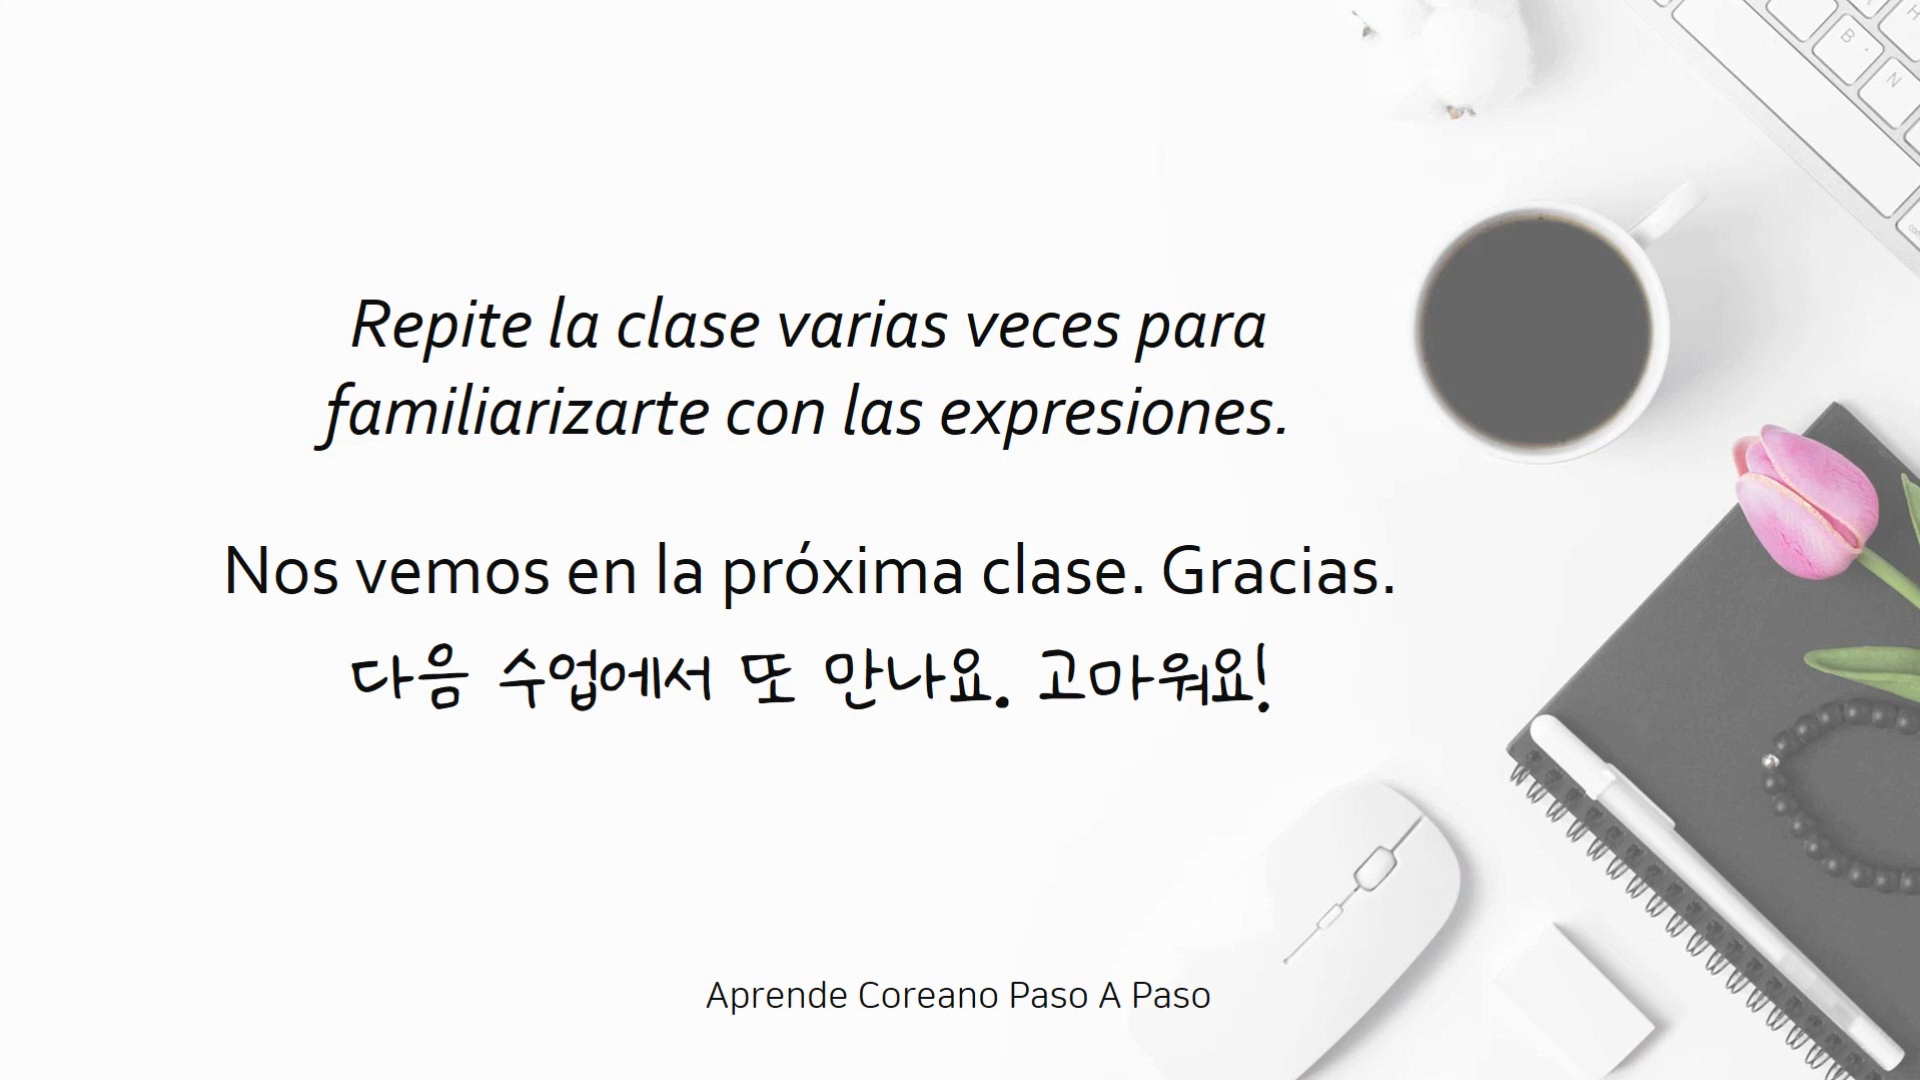 Repite la clase varias veces para
familiarizarte con las expresiones.
Nos vemos en la próxima clase. Gracias.
다음 수업에서 또 만나요. 고마워요!
Aprende Coreano Paso A Paso
B
N